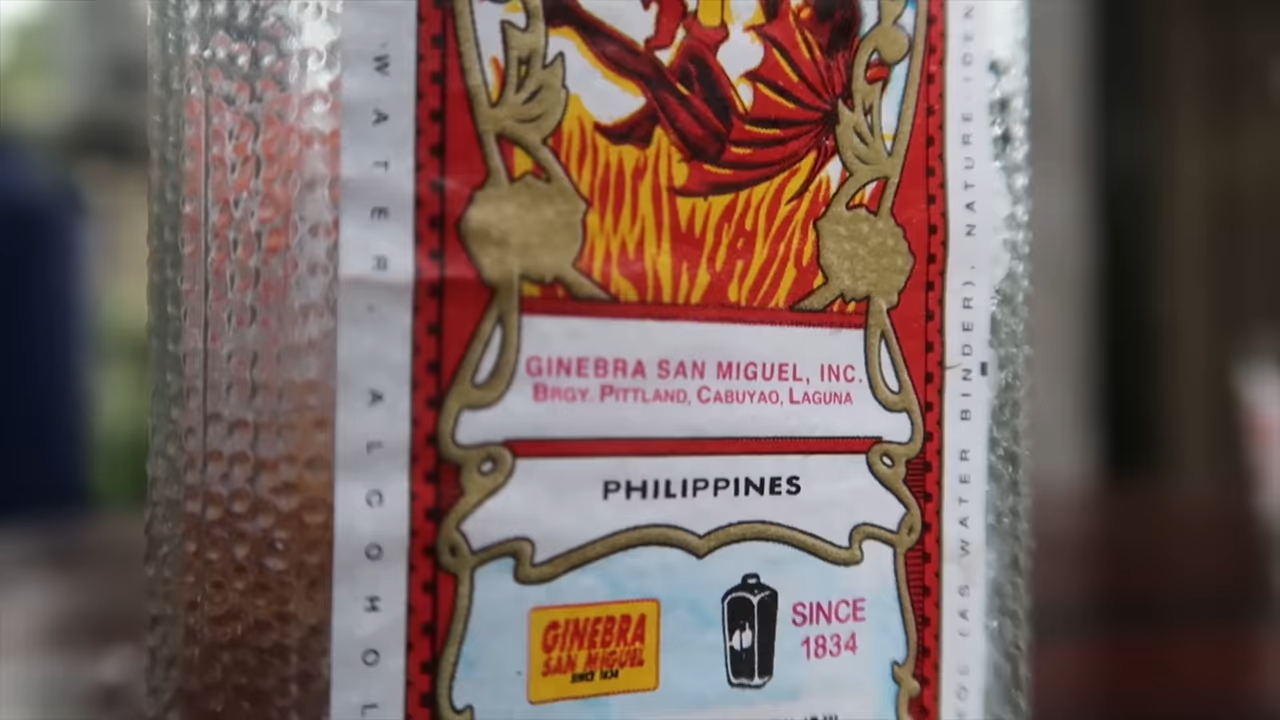 WATER. ALCOHOL
GINEBRA SAN MIGUEL, INC.
BRGY. PITTLAND, CABUYAO, LAGUNA
PHILIPPINES
GINEBRA
SAN MIGUEL
SINCE 1834
SINCE
1834
(AS WATER BINDER), NATURE IDEN